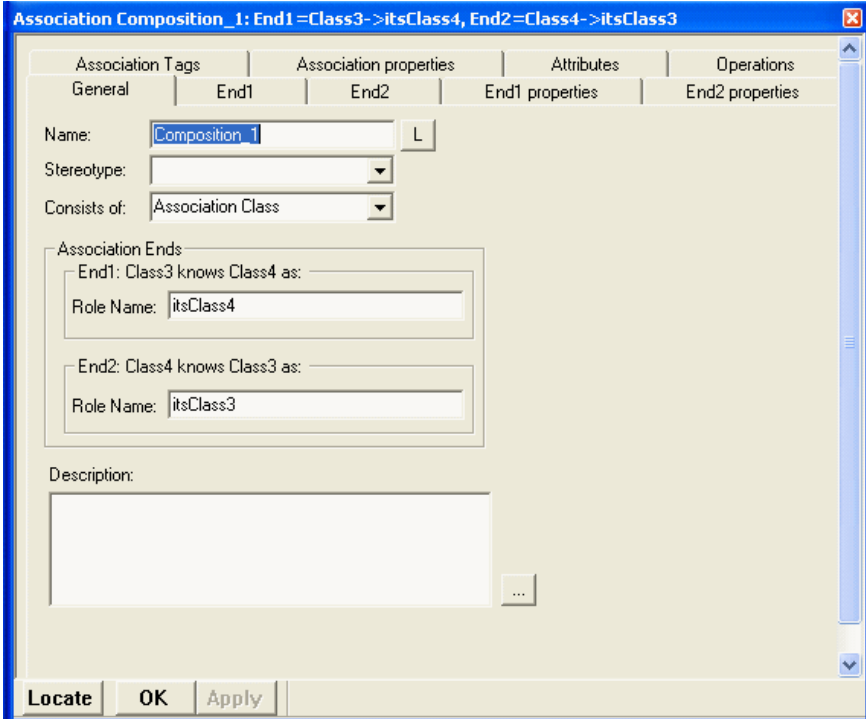 Association Composition_1: End1=Class3->itsClass4, End2=Class4->itsClass3
Association Tags Association properties Attributes Operations
General End1 End2 End1 properties End2 properties
Name: Composition_1 L
Stereotype:
Consists of: Association Class
Association Ends
End1: Class3 knows Class4 as:
Role Name: itsClass4
End2: Class4 knows Class3 as:
Role Name: itsClass3
Description:
...
Locate OK Apply